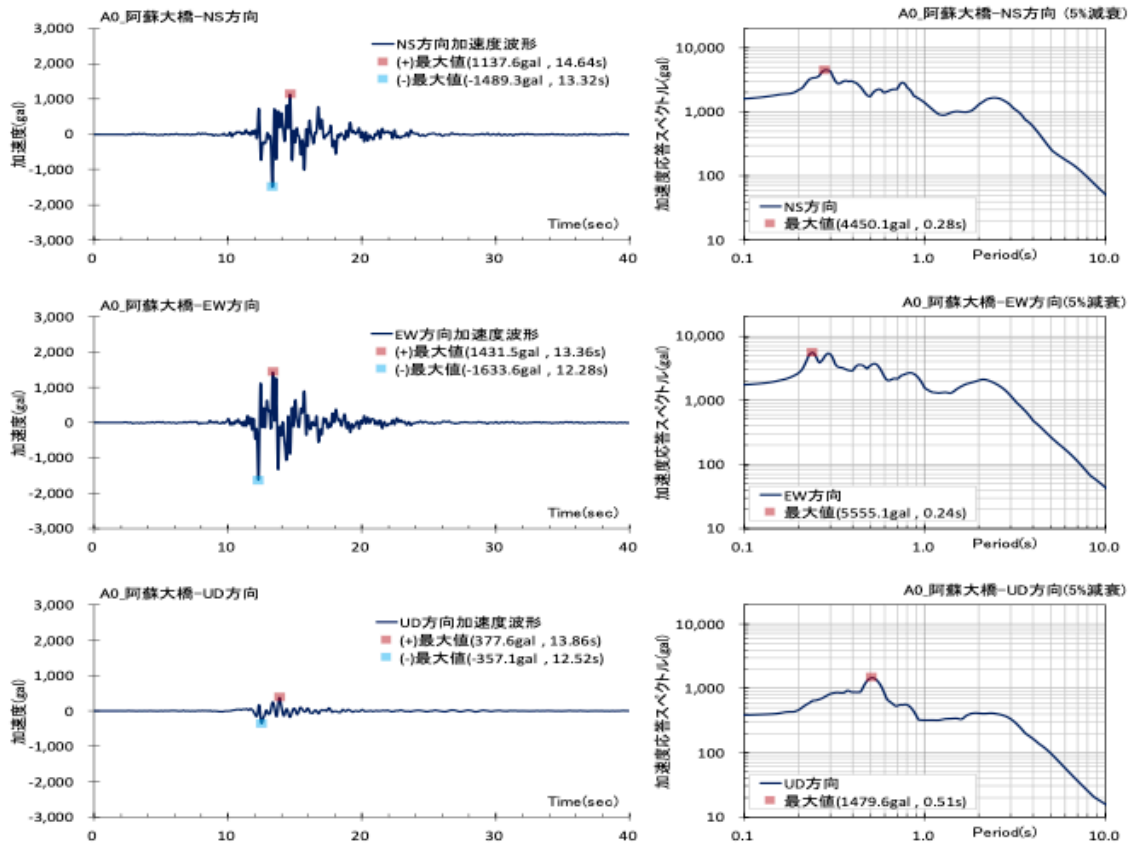 A0_阿蘇大橋-NS方向
3,000
2,000
1,000
0
-1,000
-2,000
-3,000
加速度(gal)
NS方向加速度波形
(+)最大値(1137.6gal , 14.64s)
(-)最大値(-1489.3gal , 13.32s)
Time(sec)
0 10 20 30 40
A0_阿蘇大橋-NS方向 (5%減衰)
10,000
1,000
100
10
加速度応答スペクトル(gal)
NS方向
最大値(4450.1gal , 0.28s)
0.1 1.0 10.0
Period(s)
A0_阿蘇大橋-EW方向
3,000
2,000
1,000
0
-1,000
-2,000
-3,000
加速度(gal)
EW方向加速度波形
(+)最大値(1431.5gal , 13.36s)
(-)最大値(-1633.6gal , 12.28s)
Time(sec)
0 10 20 30 40
A0_阿蘇大橋-EW方向(5%減衰)
10,000
1,000
100
10
加速度応答スペクトル(gal)
EW方向
最大値(5555.1gal , 0.24s)
0.1 1.0 10.0
Period(s)
A0_阿蘇大橋-UD方向
3,000
2,000
1,000
0
-1,000
-2,000
-3,000
加速度(gal)
UD方向加速度波形
(+)最大値(377.6gal , 13.86s)
(-)最大値(-357.1gal , 12.52s)
Time(sec)
0 10 20 30 40
A0_阿蘇大橋-UD方向(5%減衰)
10,000
1,000
100
10
加速度応答スペクトル(gal)
UD方向
最大値(1479.6gal , 0.51s)
0.1 1.0 10.0
Period(s)